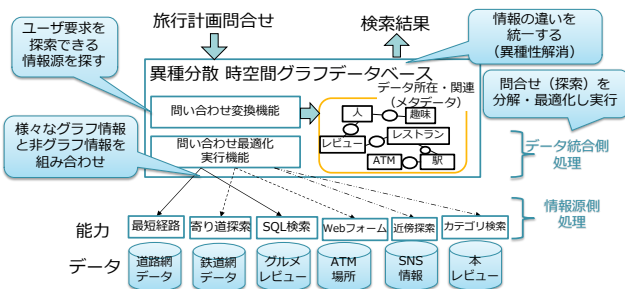 旅行計画問合せ
検索結果
ユーザ要求を
探索できる
情報源を探す
情報の違いを
統一する
（異種性解消）
異種分散 時空間グラフデータベース
データ所在・関連
（メタデータ）
問い合わせ変換機能
人
趣味
レビュー
レストラン
ATM
駅
問合せ（探索）を
分解・最適化し実行
様々なグラフ情報
と非グラフ情報を
組み合わせ
問い合わせ最適化
実行機能
データ統合側
処理
情報源側
処理
能力
最短経路
寄り道探索
SQL検索
Webフォーム
近傍探索
カテゴリ検索
データ
道路網
データ
鉄道網
データ
グルメ
レビュー
ATM
場所
SNS
情報
本
レビュー